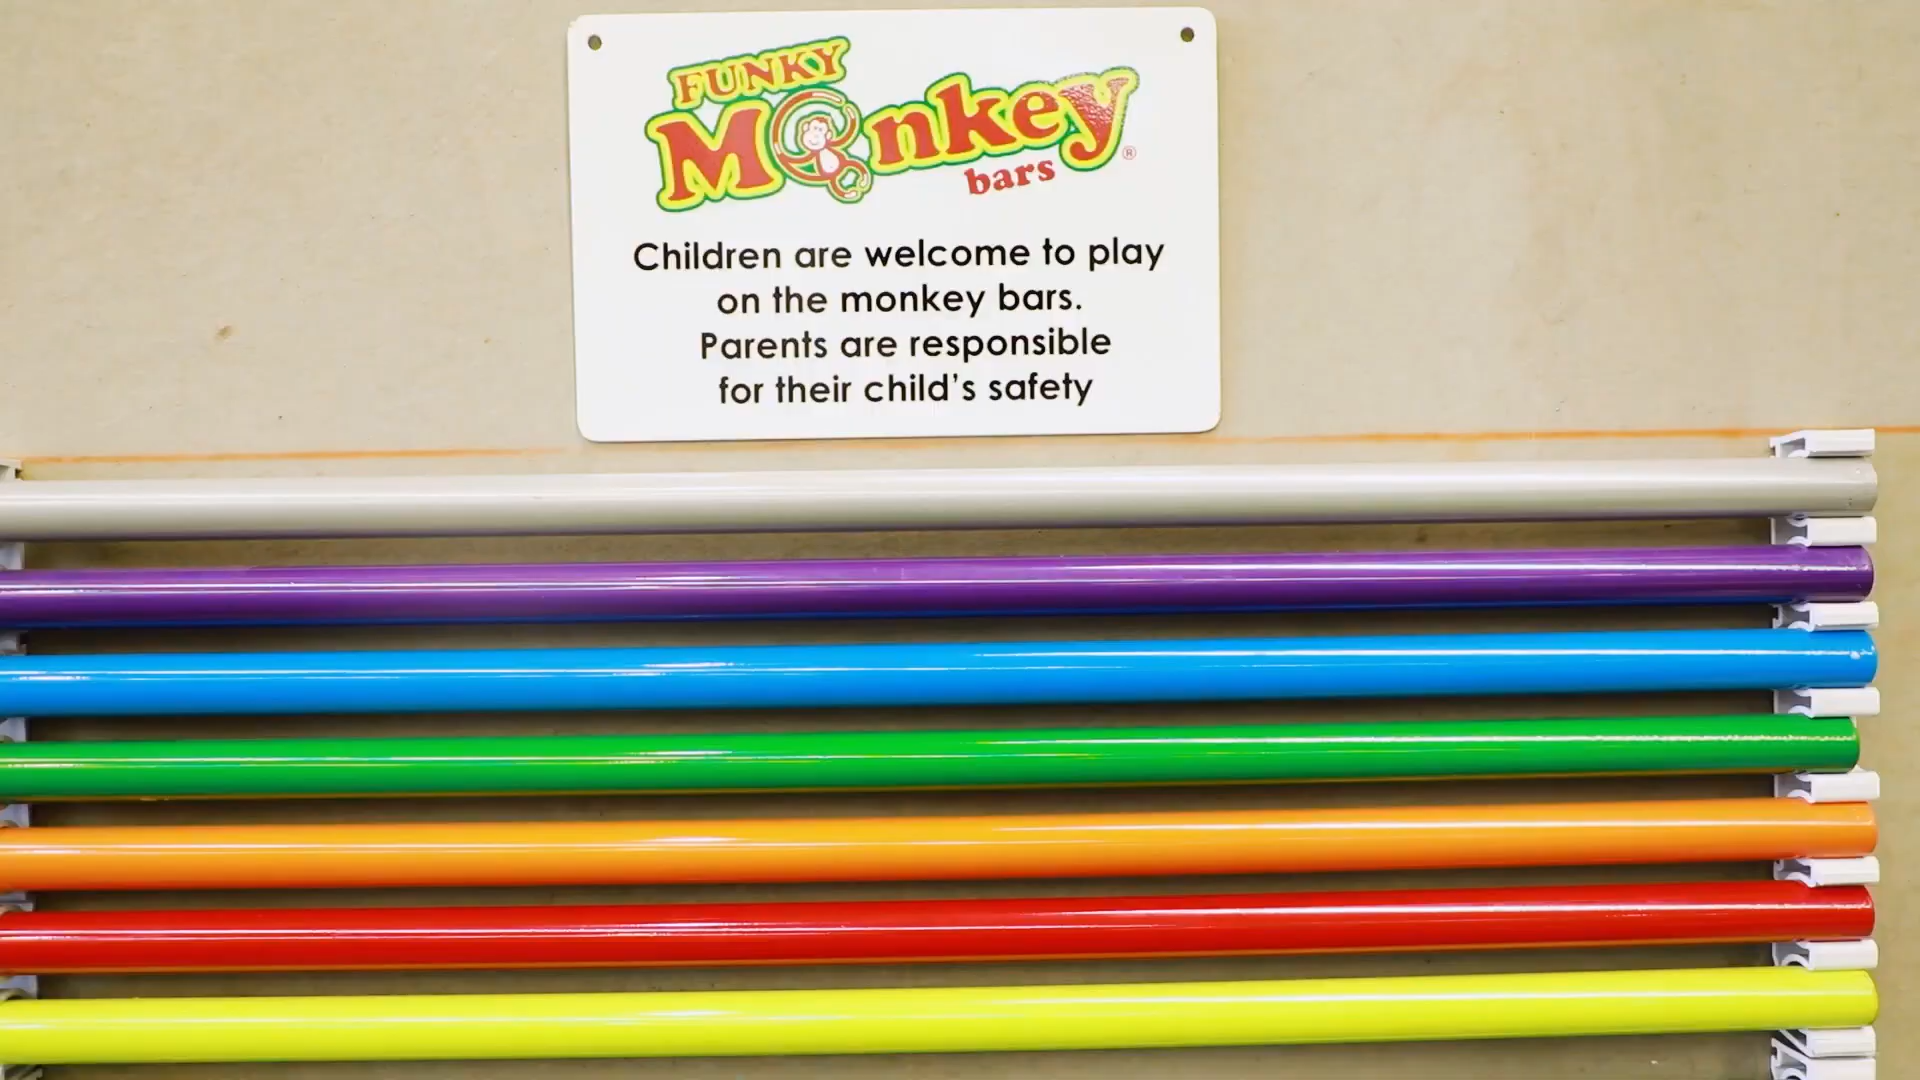 FUNKY
Monkey
bars ®
Children are welcome to play
on the monkey bars.
Parents are responsible
for their child's safety